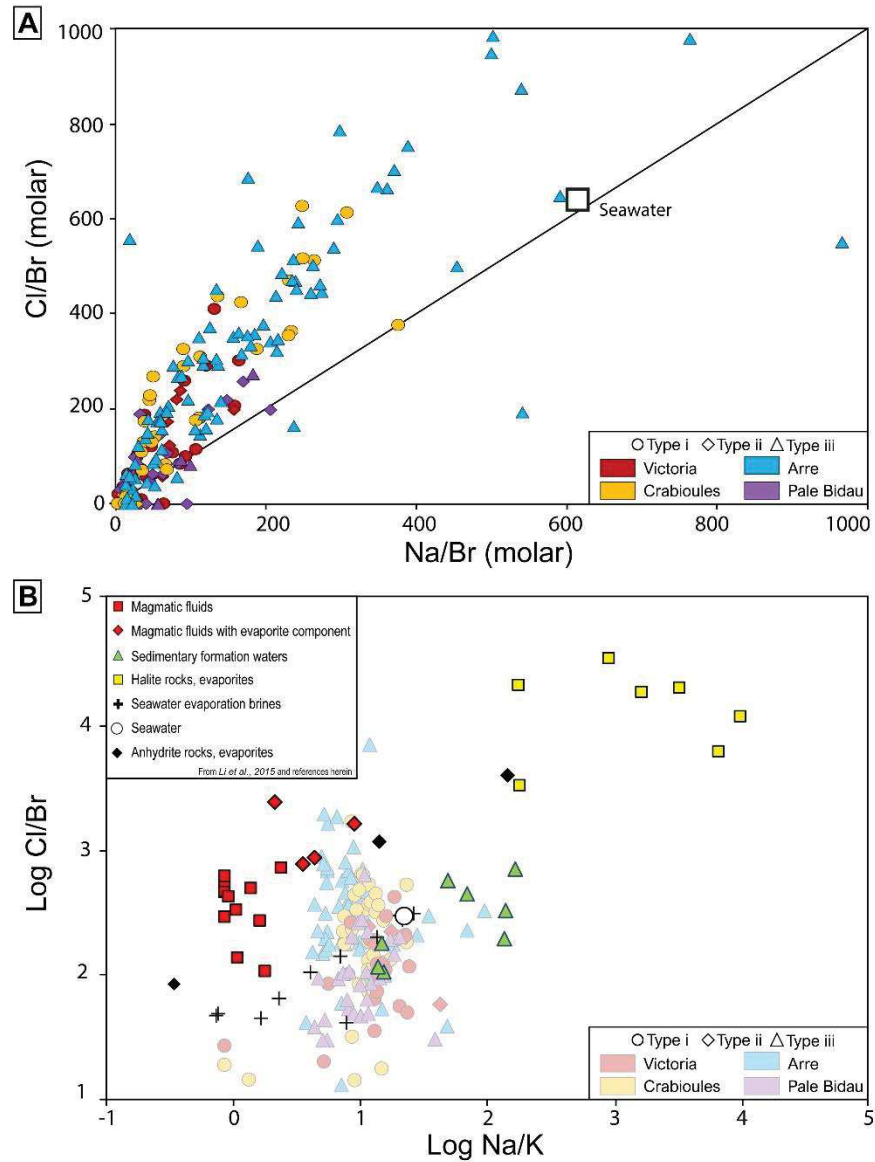 A
1000
800
600
400
200
0
Cl/Br (molar)
Seawater
Type i Type ii Type iii
Victoria Arre
Crabioules Pale Bidau
0 200 400 600 800 1000
Na/Br (molar)
B
5
4
3
2
1
Log Cl/Br
Magmatic fluids
Magmatic fluids with evaporite component
Sedimentary formation waters
Halite rocks, evaporites
Seawater evaporation brines
Seawater
Anhydrite rocks, evaporites
From Li et al., 2015 and references herein
Type i Type ii Type iii
Victoria Arre
Crabioules Pale Bidau
-1 0 1 2 3 4 5
Log Na/K